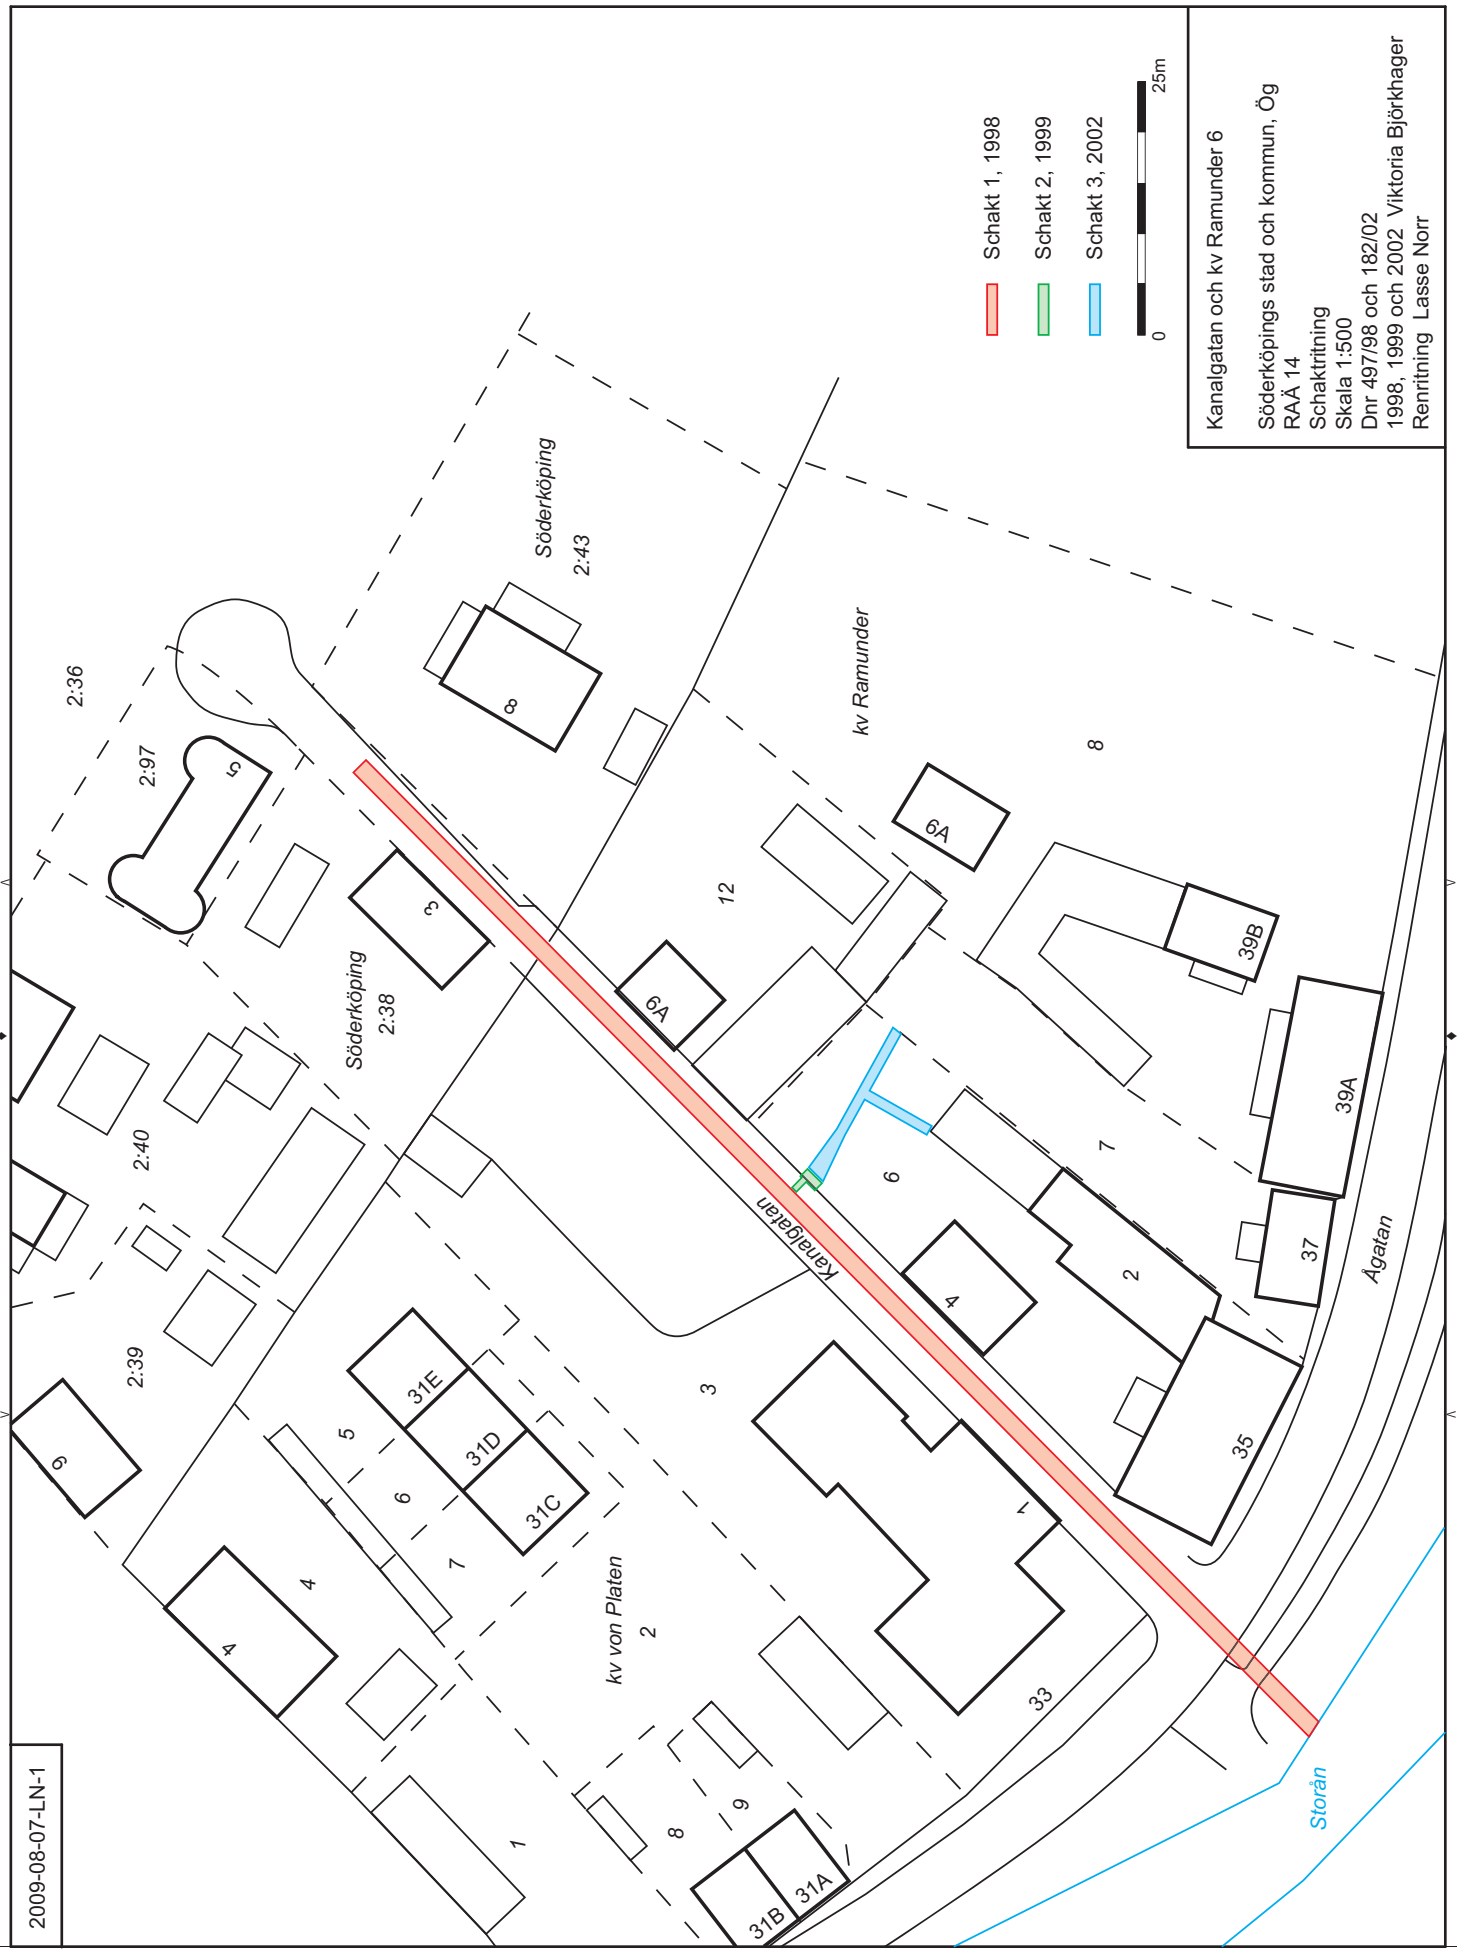 2009-08-07-LN-1
2:36
2:97
5
Söderköping
2:43
8
3
Söderköping
2:38
2:40
2:39
6
4
4
5
6
7
31E
31D
31C
kv von Platen
2
3
1
33
1
8
9
31B
31A
Kanalgatan
12
6A
kv Ramunder
8
6A
6
4
2
7
35
37
39A
39B
Ågatan
Storån
Schakt 1, 1998
Schakt 2, 1999
Schakt 3, 2002
0
25m
Kanalgatan och kv Ramunder 6
Söderköpings stad och kommun, Ög
RAÄ 14
Schaktritning
Skala 1:500
Dnr 497/98 och 182/02
1998, 1999 och 2002 Viktoria Björkhager
Renritning Lasse Norr